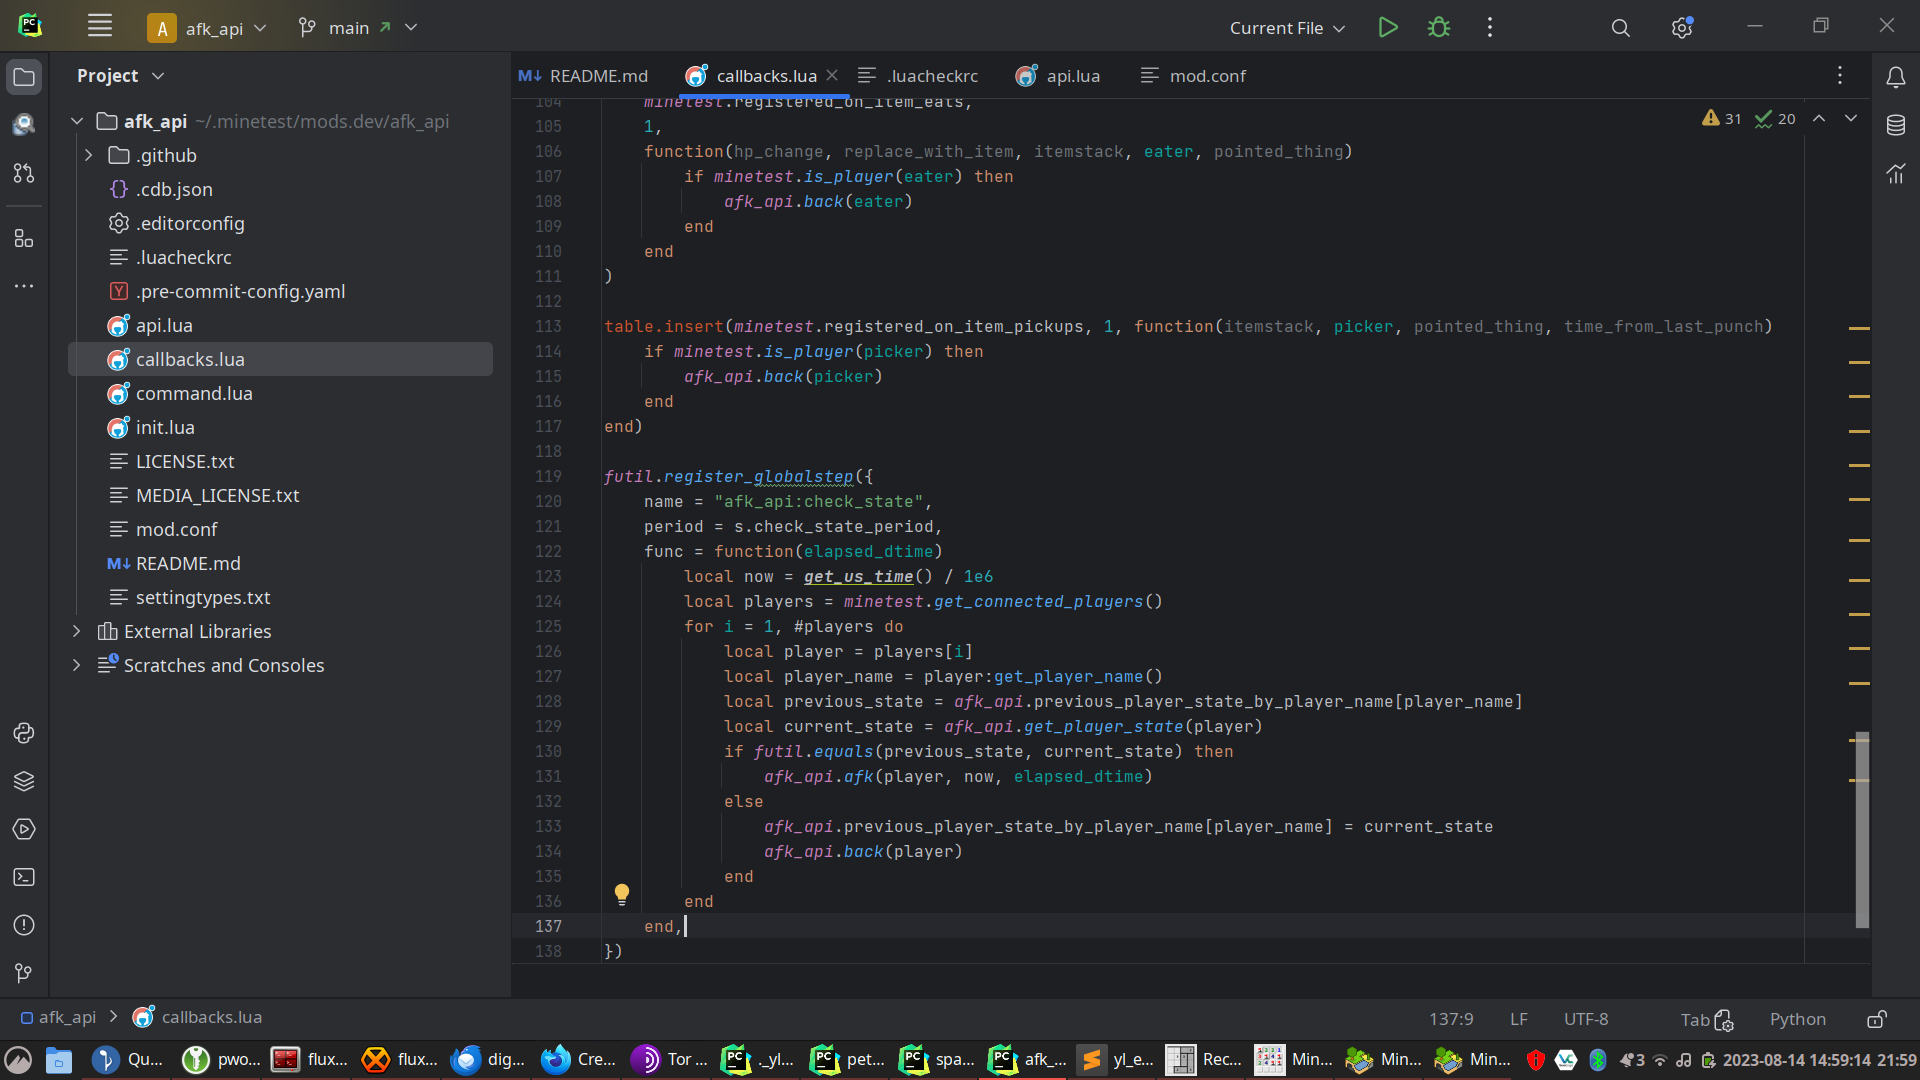 A afk_api
main
Current File
Project
README.md
callbacks.lua
.luacheckrc
api.lua
mod.conf
afk_api ~/.minetest/mods.dev/afk_api
.github
.cdb.json
.editorconfig
.luacheckrc
.pre-commit-config.yaml
api.lua
callbacks.lua
command.lua
init.lua
LICENSE.txt
MEDIA_LICENSE.txt
mod.conf
README.md
settingtypes.txt
External Libraries
Scratches and Consoles
31 20
104 minetest.registered_on_item_eats,
105 1,
106 function(hp_change, replace_with_item, itemstack, eater, pointed_thing)
107 if minetest.is_player(eater) then
108 afk_api.back(eater)
109 end
110 end
111 )
112
113 table.insert(minetest.registered_on_item_pickups, 1, function(itemstack, picker, pointed_thing, time_from_last_punch)
114 if minetest.is_player(picker) then
115 afk_api.back(picker)
116 end
117 end)
118
119 futil.register_globalstep({
120 name = "afk_api:check_state",
121 period = s.check_state_period,
122 func = function(elapsed_dtime)
123 local now = get_us_time() / 1e6
124 local players = minetest.get_connected_players()
125 for i = 1, #players do
126 local player = players[i]
127 local player_name = player:get_player_name()
128 local previous_state = afk_api.previous_player_state_by_player_name[player_name]
129 local current_state = afk_api.get_player_state(player)
130 if futil.equals(previous_state, current_state) then
131 afk_api.afk(player, now, elapsed_dtime)
132 else
133 afk_api.previous_player_state_by_player_name[player_name] = current_state
134 afk_api.back(player)
135 end
136 end
137 end,
138 })
afk_api
callbacks.lua
137:9
LF
UTF-8
Tab
Python
Qu...
pwo...
flux...
flux...
dig...
Cre...
Tor ...
._yl...
pet...
spa...
afk_...
yl_e...
Rec...
Min...
Min...
Min...
3
2023-08-14 14:59:14 21:59